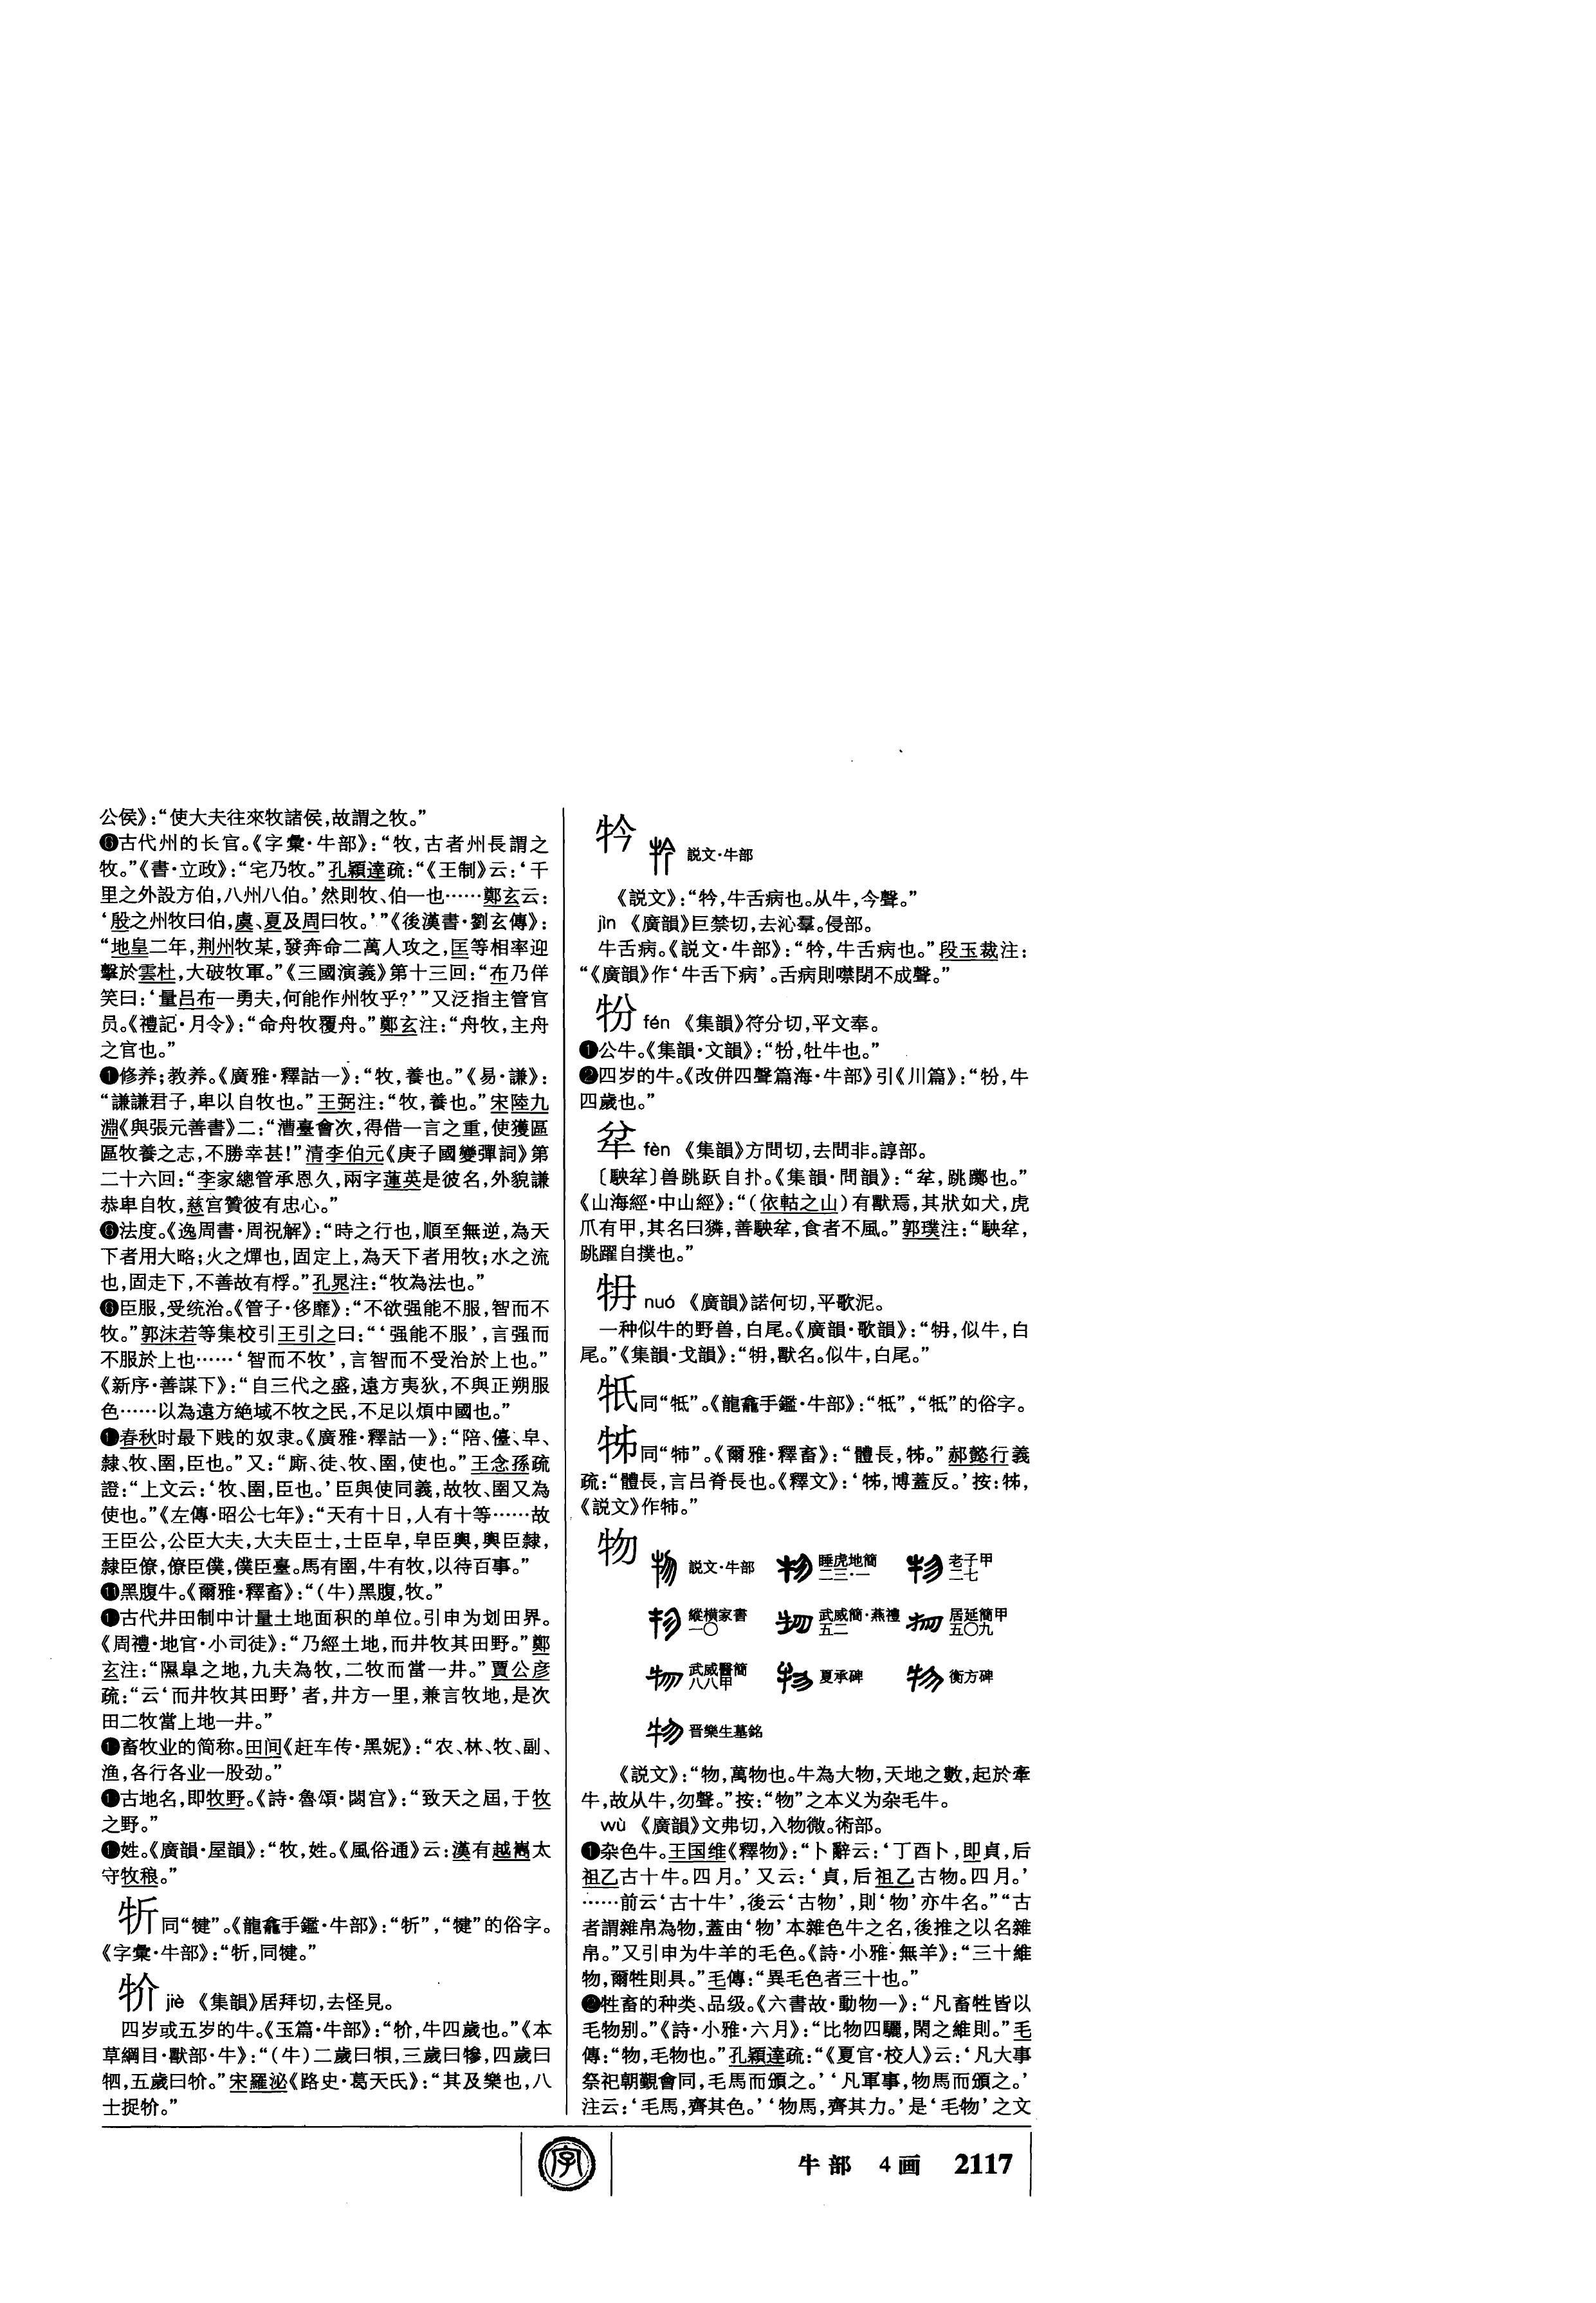 公侯》：“使大夫往來牧諸侯，故謂之牧。”
❻古代州的长官。《字彙·牛部》：“牧，古者州長謂之
牧。”《書·立政》：“宅乃牧。”孔穎達疏：“《王制》云：‘千
里之外設方伯，八州八伯。’然則牧、伯一也……鄭玄云：
‘殷之州牧曰伯，虞、夏及周曰牧。’”《後漢書·劉玄傳》：
“地皇二年，荆州牧某，發奔命二萬人攻之，匡等相率迎
擊於雲杜，大破牧軍。”《三國演義》第十三回：“布乃佯
笑曰：‘量吕布一勇夫，何能作州牧乎？’”又泛指主管官
员。《禮記·月令》：“命舟牧覆舟。”鄭玄注：“舟牧，主舟
之官也。”
修养；教养。《廣雅·釋詁一》：“牧，養也。”《易·謙》：
“謙謙君子，卑以自牧也。”王弼注：“牧，養也。”宋陸九
淵《與張元善書》二：“漕臺會次，得借一言之重，使獲區
區牧養之志，不勝幸甚！”清李伯元《庚子國變彈詞》第
二十六回：“李家總管承恩久，兩字蓮英是彼名，外貌謙
恭卑自牧，慈宫贊彼有忠心。”
法度。《逸周書·周祝解》：“時之行也，順至無逆，為天
下者用大略；火之燀也，固定上，為天下者用牧；水之流
也，固走下，不善故有桴。”孔晁注：“牧為法也。”
臣服，受统治。《管子·侈靡》：“不欲强能不服，智而不
牧。”郭沫若等集校引王引之曰：“‘强能不服’，言强而
不服於上也……‘智而不牧’，言智而不受治於上也。”
《新序·善謀下》：“自三代之盛，遠方夷狄，不與正朔服
色……以為遠方絶域不牧之民，不足以煩中國也。”
春秋时最下贱的奴隶。《廣雅·釋詁一》：“陪、儓、皁、
隸、牧、圉，臣也。”又：“廝、徒、牧、圉，使也。”王念孫疏
證：“上文云：‘牧、圉，臣也。’臣與使同義，故牧、圉又為
使也。”《左傳·昭公七年》：“天有十日，人有十等……故
王臣公，公臣大夫，大夫臣士，士臣皁，皁臣輿，輿臣隸，
隸臣僚，僚臣僕，僕臣臺。馬有圉，牛有牧，以待百事。”
⓫黑腹牛。《爾雅·釋畜》：“（牛）黑腹，牧。”
古代井田制中计量土地面积的单位。引申为划田界。
《周禮·地官·小司徒》：“乃經土地，而井牧其田野。”鄭
玄注：“隰皐之地，九夫為牧，二牧而當一井。”賈公彦
疏：“云‘而井牧其田野’者，井方一里，兼言牧地，是次
田二牧當上地一井。”
畜牧业的简称。田间《赶车传·黑妮》：“农、林、牧、副、
渔，各行各业一股劲。”
古地名，即牧野。《詩·魯頌·閟宫》：“致天之屆，于牧
之野。”
姓。《廣韻·屋韻》：“牧，姓。《風俗通》云：漢有越嶲太
守牧稂。”
㸫同“犍”。《龍龕手鑑·牛部》：“㸫”，“犍”的俗字。
《字彙·牛部》：“㸫，同犍。”
牞 jiè 《集韻》居拜切，去怪見。
四岁或五岁的牛。《玉篇·牛部》：“㸺，牛四歲也。”《本
草綱目·獸部·牛》：“（牛）二歲曰㸬，三歲曰犙，四歲曰
牭，五歲曰㸺。”宋羅泌《路史·葛天氏》：“其及樂也，八
士捉㸺。”
牪 説文·牛部
《説文》：“㸧，牛舌病也。从牛，今聲。”
jìn 《廣韻》巨禁切，去沁羣。侵部。
牛舌病。《説文·牛部》：“㸧，牛舌病也。”段玉裁注：
“《廣韻》作‘牛舌下病’。舌病則噤閉不成聲。”
㸮 fén 《集韻》符分切，平文奉。
❶公牛。《集韻·文韻》：“㸮，牡牛也。”
❷四岁的牛。《改併四聲篇海·牛部》引《川篇》：“㸮，牛
四歲也。”
坌 fèn 《集韻》方問切，去問非。諄部。
〔駚㸪〕兽跳跃自扑。《集韻·問韻》：“㸪，跳躑也。”
《山海經·中山經》：“（依軲之山）有獸焉，其狀如犬，虎
爪有甲，其名曰獜，善駚㸪，食者不風。”郭璞注：“駚㸪，
跳躍自撲也。”
㸱 nuó 《廣韻》諾何切，平歌泥。
一种似牛的野兽，白尾。《廣韻·歌韻》：“㸱，似牛，白
尾。”《集韻·戈韻》：“㸱，獸名。似牛，白尾。”
牴同“牴”。《龍龕手鑑·牛部》：“牴”，“牴”的俗字。
㸬同“㸬”。《爾雅·釋畜》：“體長，㸬。”郝懿行義
疏：“體長，言吕脊長也。《釋文》：‘㸬，博蓋反。’按：㸬，
《説文》作㸬。”
物 説文·牛部 睡虎地簡二三·一 老子甲二七
縱横家書一〇 武威簡·燕禮五二 居延簡甲五〇九
武威醫簡八八甲 夏承碑 衡方碑
晋樂生墓銘
《説文》：“物，萬物也。牛為大物，天地之數，起於牽
牛，故从牛，勿聲。”按：“物”之本义为杂毛牛。
wù 《廣韻》文弗切，入物微。術部。
❶杂色牛。王国维《釋物》：“卜辭云：‘丁酉卜，即貞，后
祖乙古十牛。四月。’又云：‘貞，后祖乙古物。四月。’
……前云‘古十牛’，後云‘古物’，則‘物’亦牛名。”“古
者謂雜帛為物，蓋由‘物’本雜色牛之名，後推之以名雜
帛。”又引申为牛羊的毛色。《詩·小雅·無羊》：“三十維
物，爾牲則具。”毛傳：“異毛色者三十也。”
❷牲畜的种类、品级。《六書故·動物一》：“凡畜牲皆以
毛物别。”《詩·小雅·六月》：“比物四驪，閑之維則。”毛
傳：“物，毛物也。”孔穎達疏：“《夏官·校人》云：‘凡大事
祭祀朝覲會同，毛馬而頒之。’‘凡軍事，物馬而頒之。’
注云：‘毛馬，齊其色。’‘物馬，齊其力。’是‘毛物’之文
字
牛部 4画 2117